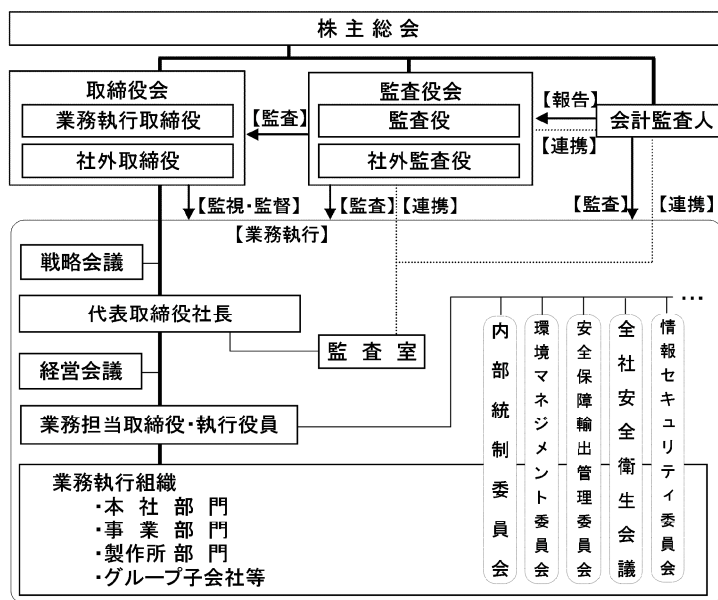 株主総会
取締役会
業務執行取締役
社外取締役
監査役会
監査役
社外監査役
会計監査人
【監査】
【報告】
【連携】
【監視・監督】
【監査】
【連携】
【監査】
【連携】
【業務執行】
戦略会議
代表取締役社長
監査室
経営会議
業務担当取締役・執行役員
…
内部統制委員会
環境マネジメント委員会
安全保障輸出管理委員会
全社安全衛生会議
情報セキュリティ委員会
業務執行組織
・本社部門
・事業部門
・製作所部門
・グループ子会社等